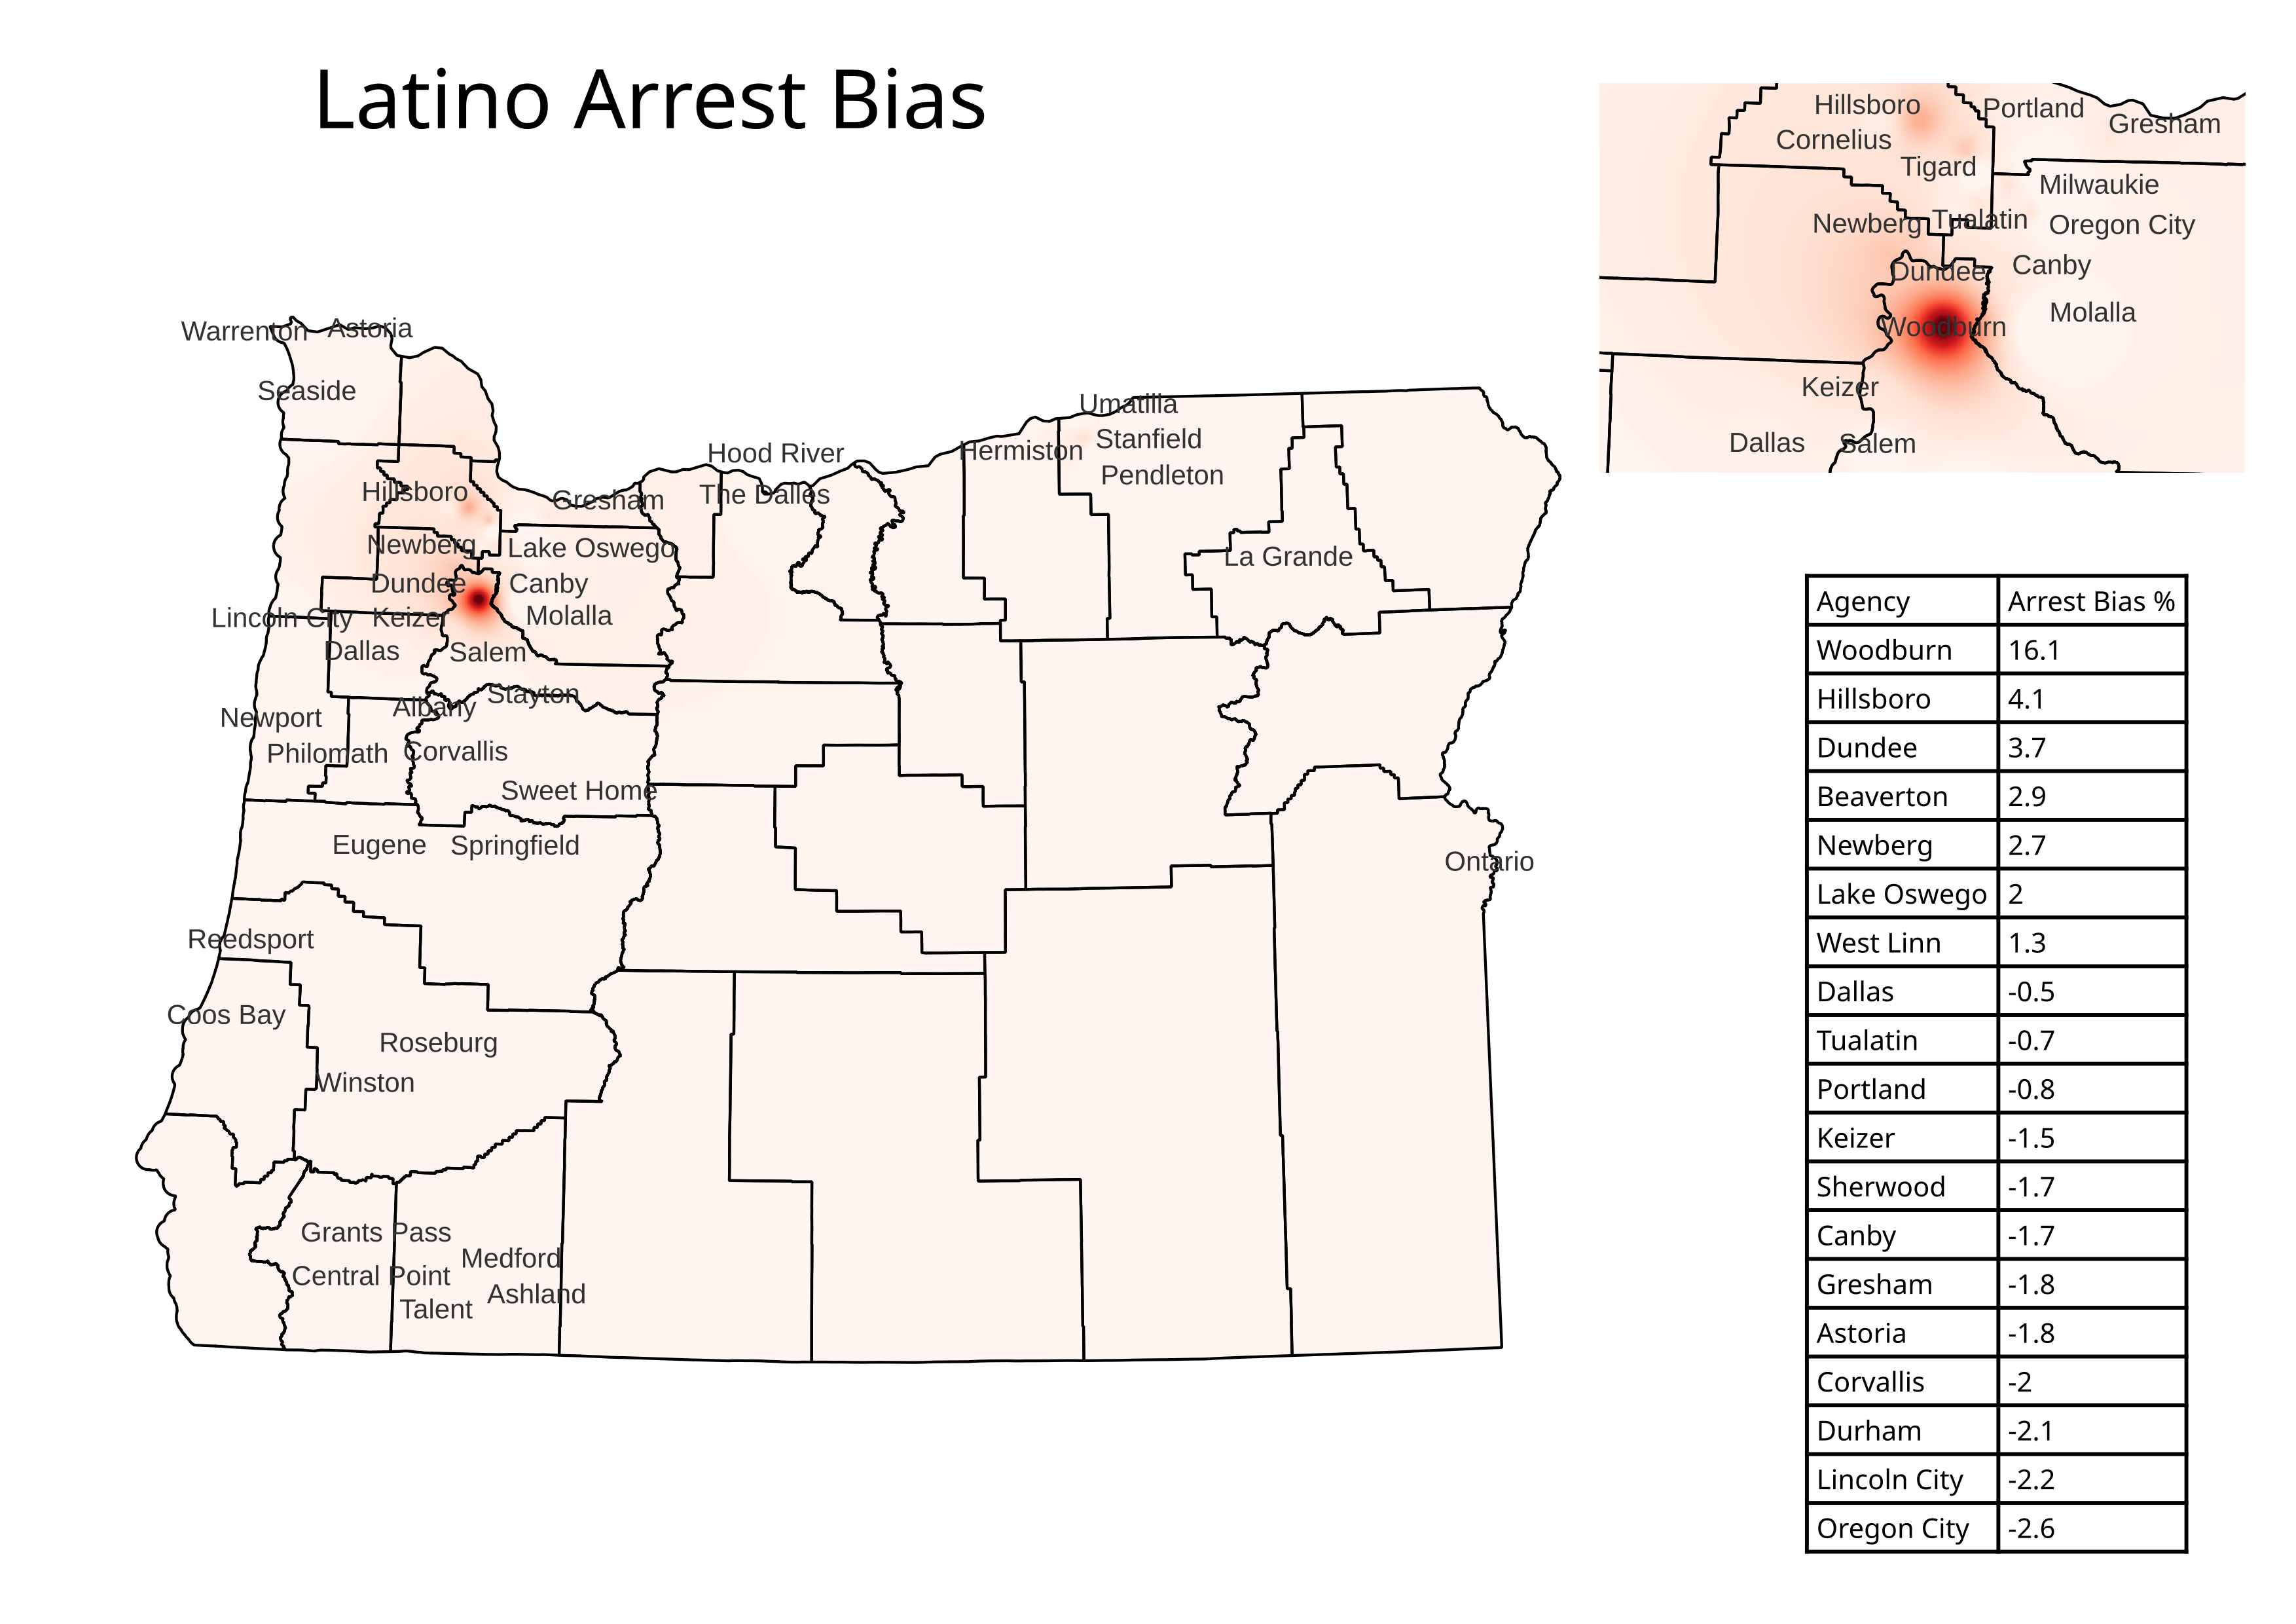 Latino Arrest Bias
Hillsboro
Portland
Gresham
Cornelius
Tigard
Milwaukie
Newberg
Tualatin
Oregon City
Dundee
Canby
Woodburn
Molalla
Keizer
Dallas
Salem
Warrenton
Astoria
Seaside
Umatilla
Stanfield
Hermiston
Pendleton
Hood River
The Dalles
Hillsboro
Gresham
Newberg
Lake Oswego
La Grande
Dundee
Canby
Lincoln City
Keizer
Molalla
Dallas
Salem
Stayton
Albany
Newport
Philomath
Corvallis
Sweet Home
Eugene
Springfield
Ontario
Reedsport
Coos Bay
Roseburg
Winston
Grants Pass
Medford
Central Point
Ashland
Talent
Agency Arrest Bias %
Woodburn 16.1
Hillsboro 4.1
Dundee 3.7
Beaverton 2.9
Newberg 2.7
Lake Oswego 2
West Linn 1.3
Dallas -0.5
Tualatin -0.7
Portland -0.8
Keizer -1.5
Sherwood -1.7
Canby -1.7
Gresham -1.8
Astoria -1.8
Corvallis -2
Durham -2.1
Lincoln City -2.2
Oregon City -2.6